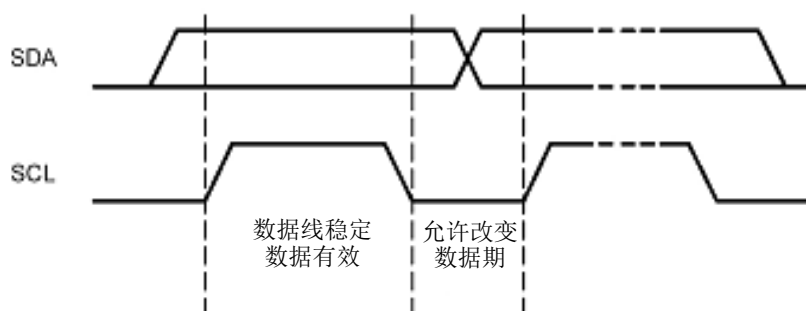 SDA
SCL
数据线稳定
数据有效
允许改变
数据期